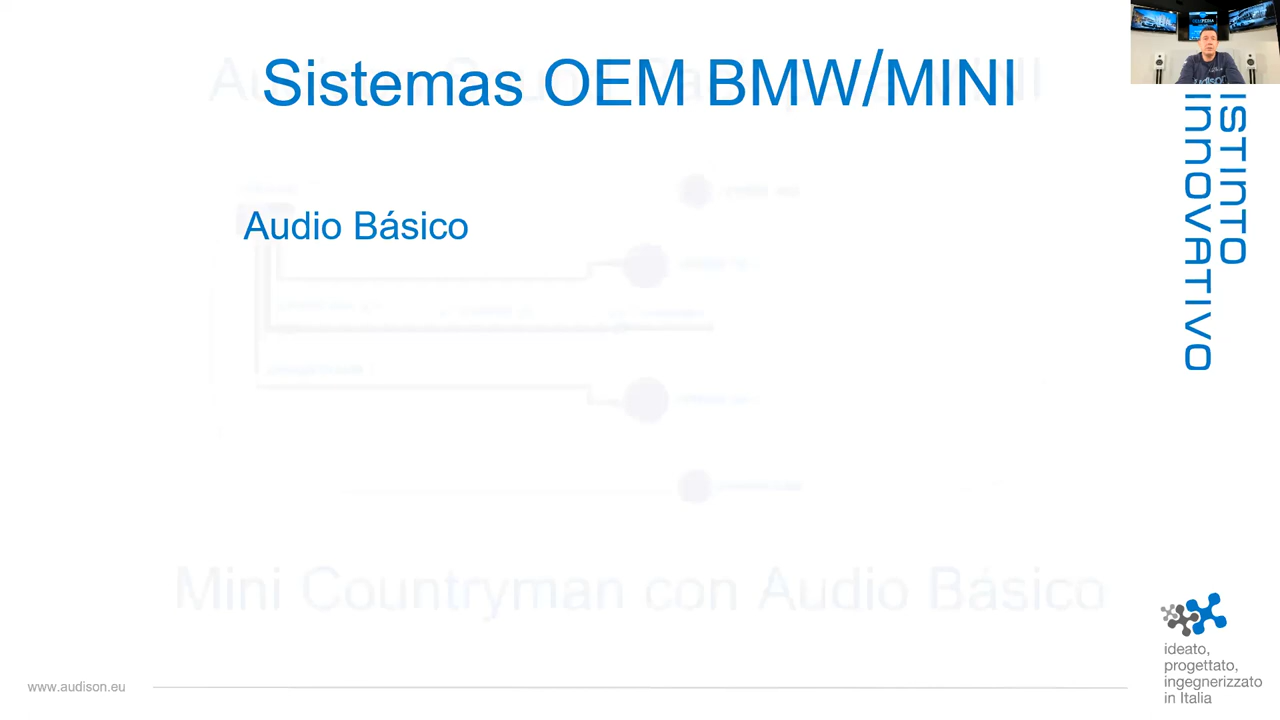 Sistemas OEM BMW/MINI
Audio Básico
Mini Countryman con Audio Básico
ISTINTO
INNOVATIVO
ideato,
progettato,
ingegnerizzato
in Italia
www.audison.eu